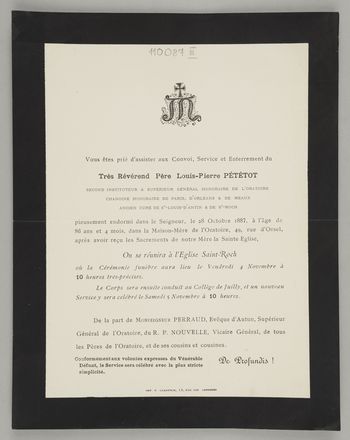 110087 III
M
Vous êtes prié d'assister aux Convoi, Service et Enterrement du
Très Révérend Père Louis-Pierre PÉTÉTOT
SECOND INSTITUTEUR & SUPÉRIEUR GÉNÉRAL HONORAIRE DE L'ORATOIRE
CHANOINE HONORAIRE DE PARIS, D'ORLÉANS & DE MEAUX
ANCIEN CURÉ DE St-LOUIS-D'ANTIN & DE St-ROCH
pieusement endormi dans le Seigneur, le 28 Octobre 1887, à l'âge de
86 ans et 4 mois, dans la Maison-Mère de l'Oratoire, 49, rue d'Orsel,
après avoir reçu les Sacrements de notre Mère la Sainte Église,
On se réunira à l'Eglise Saint-Roch
où la Cérémonie funèbre aura lieu le Vendredi 4 Novembre à
10 heures très-précises.
Le Corps sera ensuite conduit au Collège de Juilly, et un nouveau
Service y sera célébré le Samedi 5 Novembre à 10 heures.
De la part de Monseigneur PERRAUD, Evêque d'Autun, Supérieur
Général de l'Oratoire, du R. P. NOUVELLE, Vicaire Général, de tous
les Pères de l'Oratoire, et de ses cousins et cousines.
Conformément aux volontés expresses du Vénérable
Défunt, le Service sera célébré avec la plus stricte
simplicité.
De Profundis !